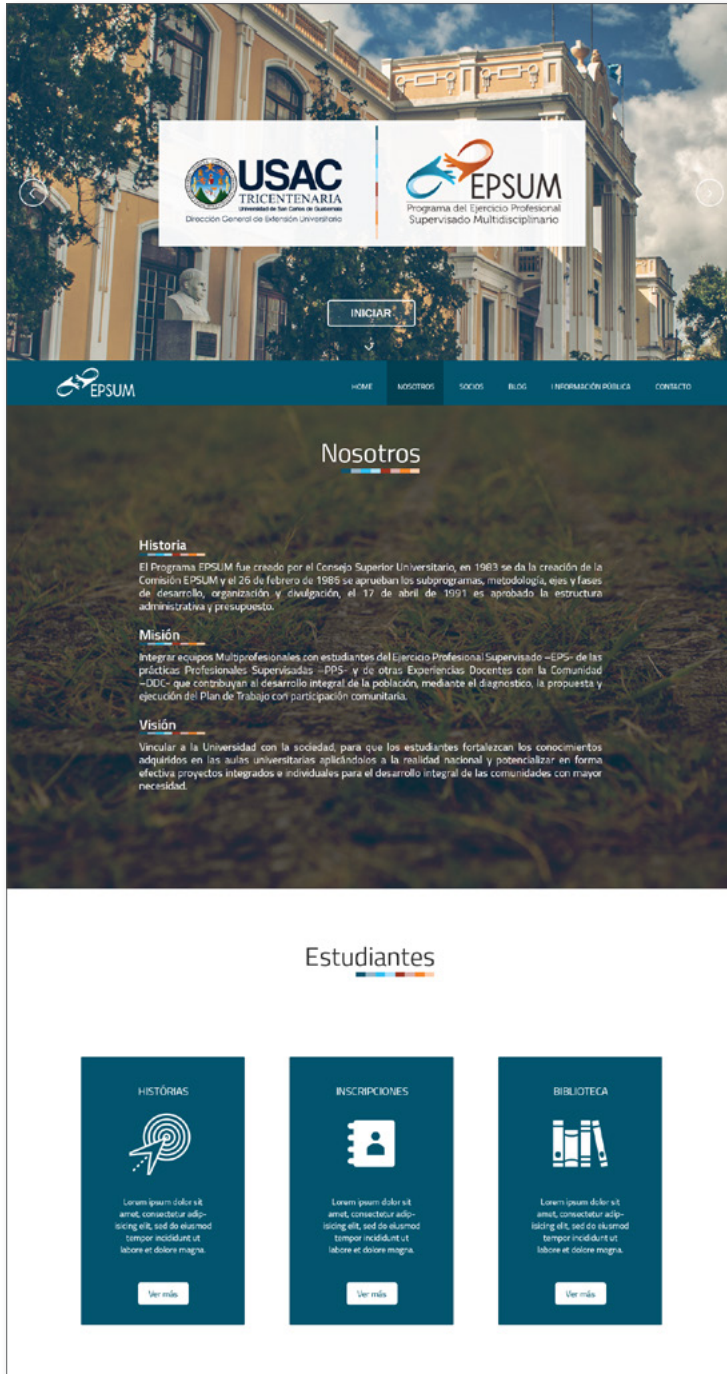 USAC
TRICENTENARIA
Universidad de San Carlos de Guatemala
Dirección General de Extensión Universitaria
EPSUM
Programa del Ejercicio Profesional
Supervisado Multidisciplinario
INICIAR
EPSUM
HOME
NOSOTROS
SOCIOS
BLOG
INFORMACIÓN PÚBLICA
CONTACTO
Nosotros
Historia
El Programa EPSUM fue creado por el Consejo Superior Universitario, en 1983 se da la creación de la
Comisión EPSUM y el 26 de febrero de 1986 se aprueban los subprogramas, metodología, ejes y fases
de desarrollo, organización y divulgación, el 17 de abril de 1991 es aprobado la estructura
administrativa y presupuesto.
Misión
Integrar equipos Multiprofesionales con estudiantes del Ejercicio Profesional Supervisado –EPS- de las
prácticas Profesionales Supervisadas –PPS- y de otras Experiencias Docentes con la Comunidad
–DDC- que contribuyan al desarrollo integral de la población, mediante el diagnostico, la propuesta y
ejecución del Plan de Trabajo con participación comunitaria.
Visión
Vincular a la Universidad con la sociedad, para que los estudiantes fortalezcan los conocimientos
adquiridos en las aulas universitarias aplicándolos a la realidad nacional y potencializar en forma
efectiva proyectos integrados e individuales para el desarrollo integral de las comunidades con mayor
necesidad.
Estudiantes
HISTÓRIAS
Lorem ipsum dolor sit
amet, consectetur adip-
isicing elit, sed do eiusmod
tempor incididunt ut
labore et dolore magna.
Ver más
INSCRIPCIONES
Lorem ipsum dolor sit
amet, consectetur adip-
isicing elit, sed do eiusmod
tempor incididunt ut
labore et dolore magna.
Ver más
BIBLIOTECA
Lorem ipsum dolor sit
amet, consectetur adip-
isicing elit, sed do eiusmod
tempor incididunt ut
labore et dolore magna.
Ver más